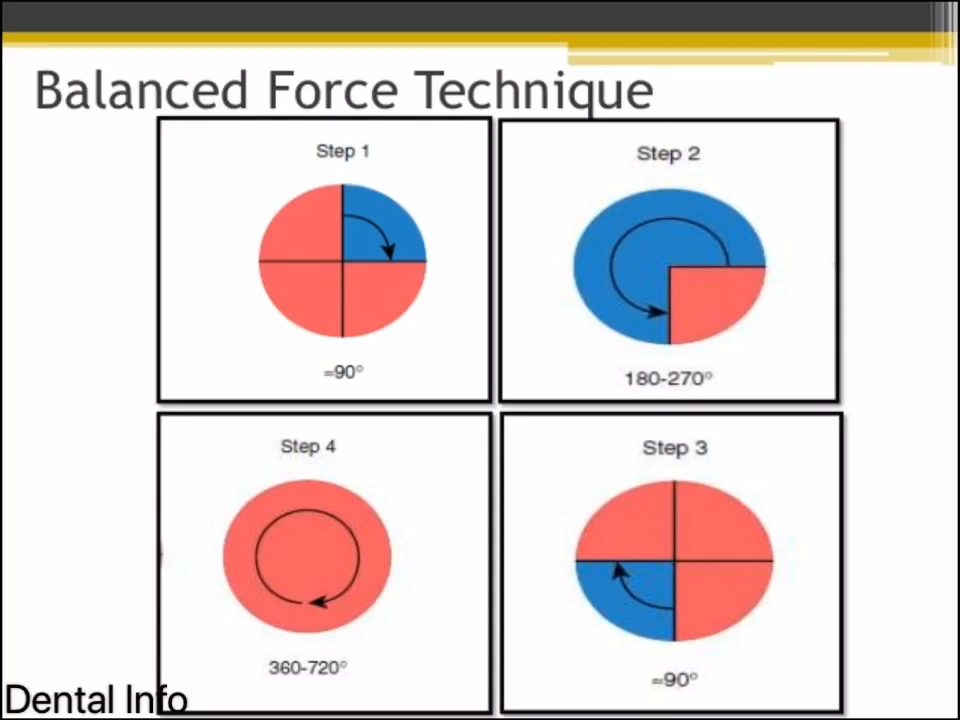 Balanced Force Technique
Step 1
≈90°
Step 2
180-270°
Step 4
360-720°
Step 3
≈90°
Dental Info